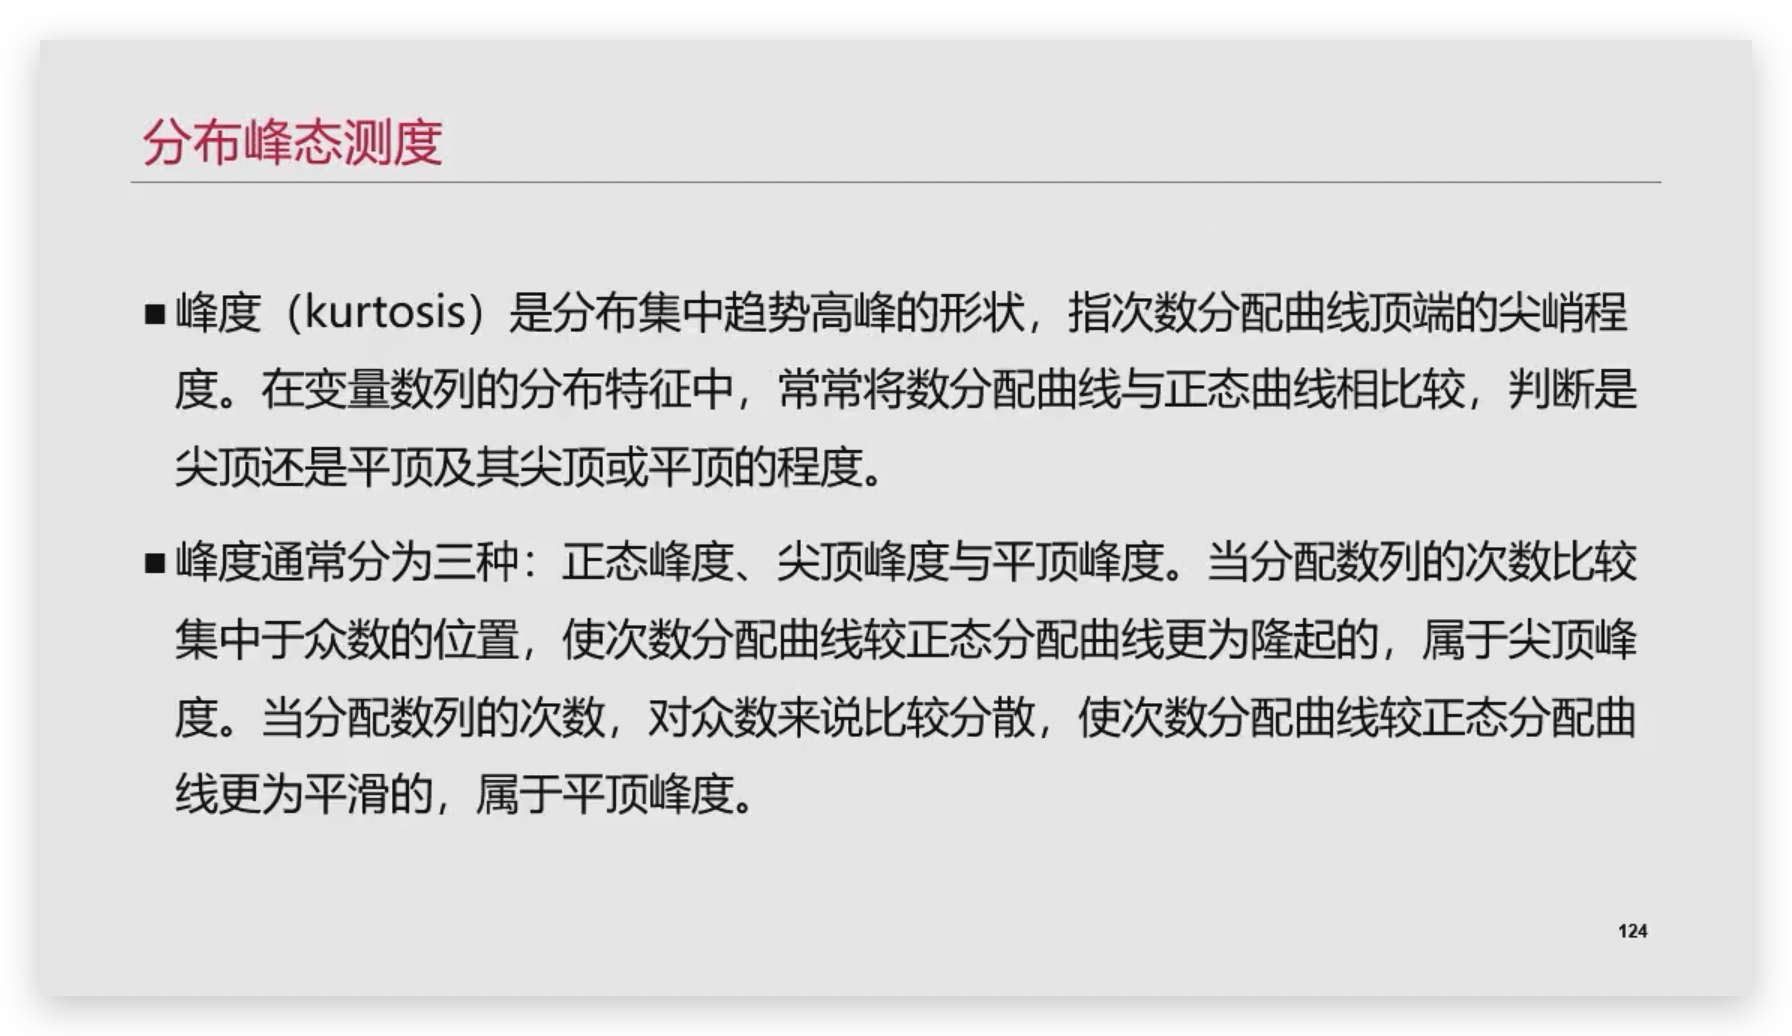 分布峰态测度
■峰度（kurtosis）是分布集中趋势高峰的形状，指次数分配曲线顶端的尖峭程
度。在变量数列的分布特征中，常常将数分配曲线与正态曲线相比较，判断是
尖顶还是平顶及其尖顶或平顶的程度。
■峰度通常分为三种：正态峰度、尖顶峰度与平顶峰度。当分配数列的次数比较
集中于众数的位置，使次数分配曲线较正态分配曲线更为隆起的，属于尖顶峰
度。当分配数列的次数，对众数来说比较分散，使次数分配曲线较正态分配曲
线更为平滑的，属于平顶峰度。
124